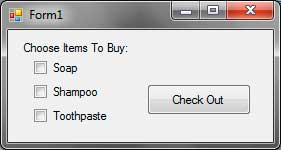 Form1
Choose Items To Buy:
Soap
Shampoo
Check Out
Toothpaste